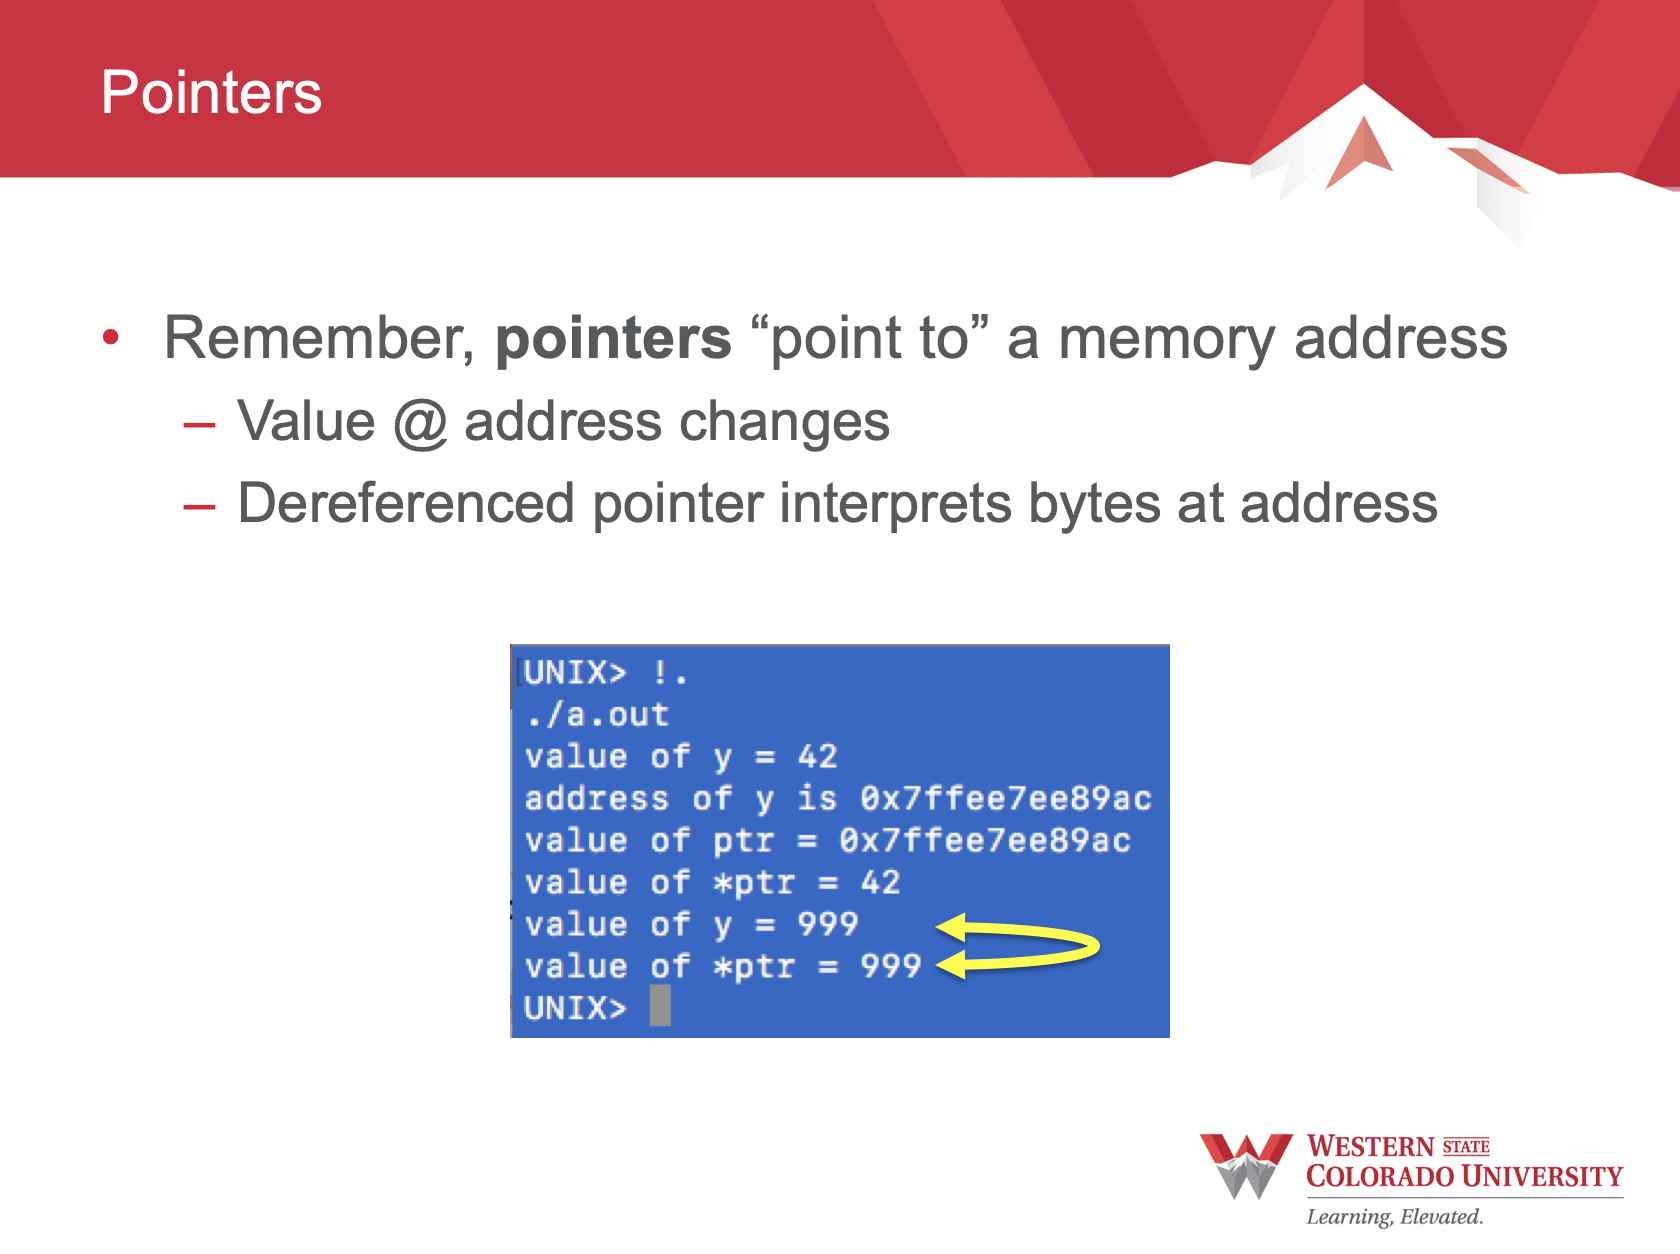 Pointers
• Remember, pointers “point to” a memory address
– Value @ address changes
– Dereferenced pointer interprets bytes at address
UNIX> !.
./a.out
value of y = 42
address of y is 0x7ffee7ee89ac
value of ptr = 0x7ffee7ee89ac
value of *ptr = 42
value of y = 999
value of *ptr = 999
UNIX>
WESTERN STATE
COLORADO UNIVERSITY
Learning, Elevated.